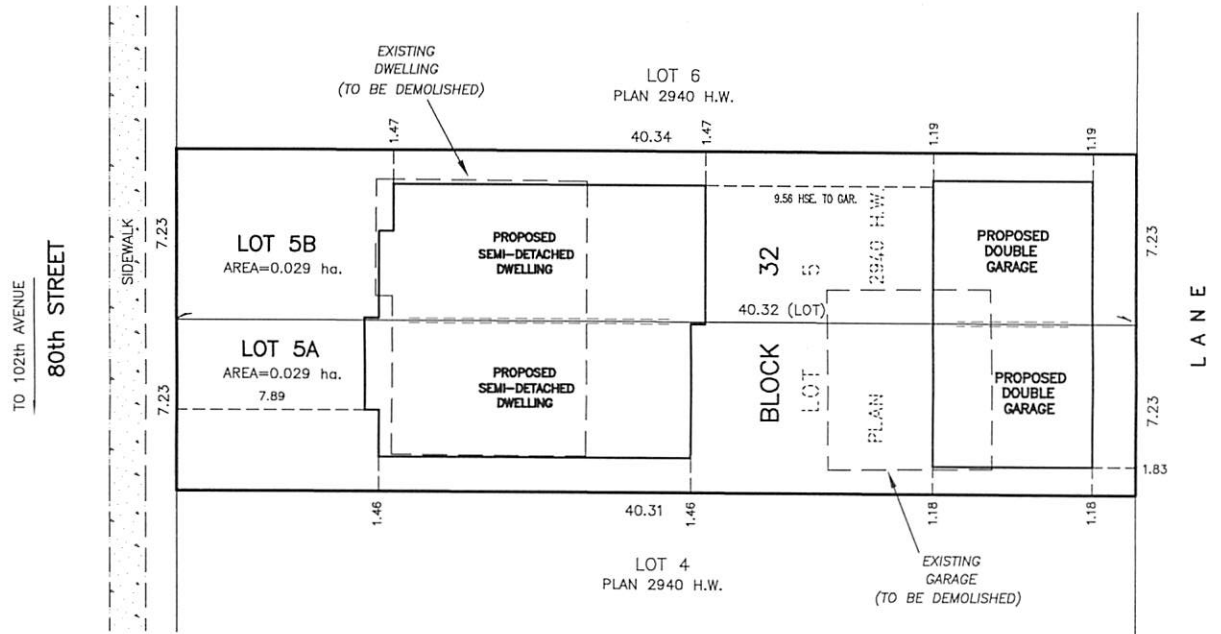 EXISTING
DWELLING
(TO BE DEMOLISHED)
LOT 6
PLAN 2940 H.W.
1.47
40.34
1.47
1.19
1.19
TO 102th AVENUE
80th STREET
SIDEWALK
7.23
LOT 5B
AREA=0.029 ha.
PROPOSED
SEMI-DETACHED
DWELLING
9.56 HSE. TO GAR.
BLOCK 32
LOT 5
PLAN 2940 H.W.
PROPOSED
DOUBLE
GARAGE
7.23
40.32 (LOT)
7.23
LOT 5A
AREA=0.029 ha.
7.89
PROPOSED
SEMI-DETACHED
DWELLING
PROPOSED
DOUBLE
GARAGE
7.23
1.83
LANE
1.46
40.31
1.46
1.18
1.18
LOT 4
PLAN 2940 H.W.
EXISTING
GARAGE
(TO BE DEMOLISHED)